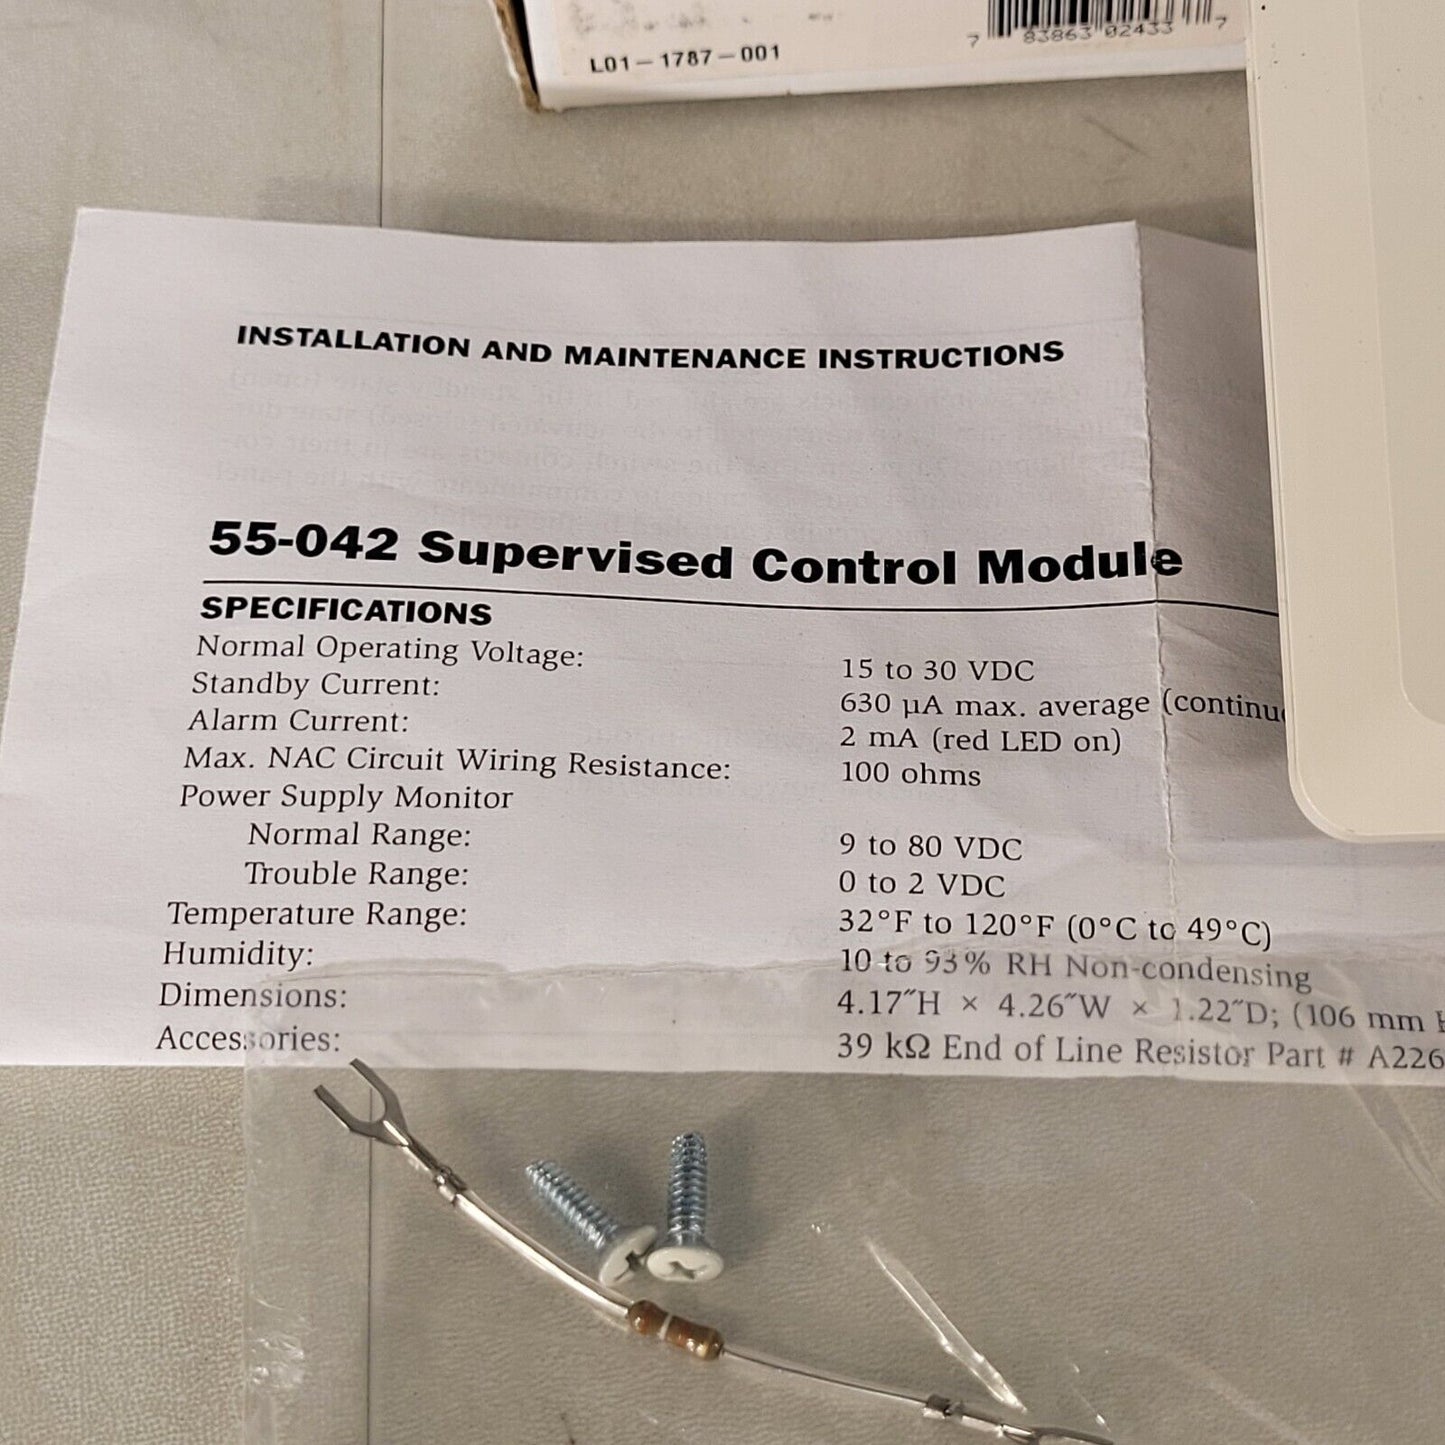 L01-1787-001
7 83863 02433 7
INSTALLATION AND MAINTENANCE INSTRUCTIONS
55-042 Supervised Control Module
SPECIFICATIONS
Normal Operating Voltage: 15 to 30 VDC
Standby Current: 630 µA max. average
Alarm Current: 2 mA (red LED on)
Max. NAC Circuit Wiring Resistance: 100 ohms
Power Supply Monitor
Normal Range: 9 to 80 VDC
Trouble Range: 0 to 2 VDC
Temperature Range: 32°F to 120°F (0°C to 49°C)
Humidity: 10 to 93% RH Non-condensing
Dimensions: 4.17″H × 4.26″W × 1.22″D; (106 mm
Accessories: 39 kΩ End of Line Resistor Part # A226